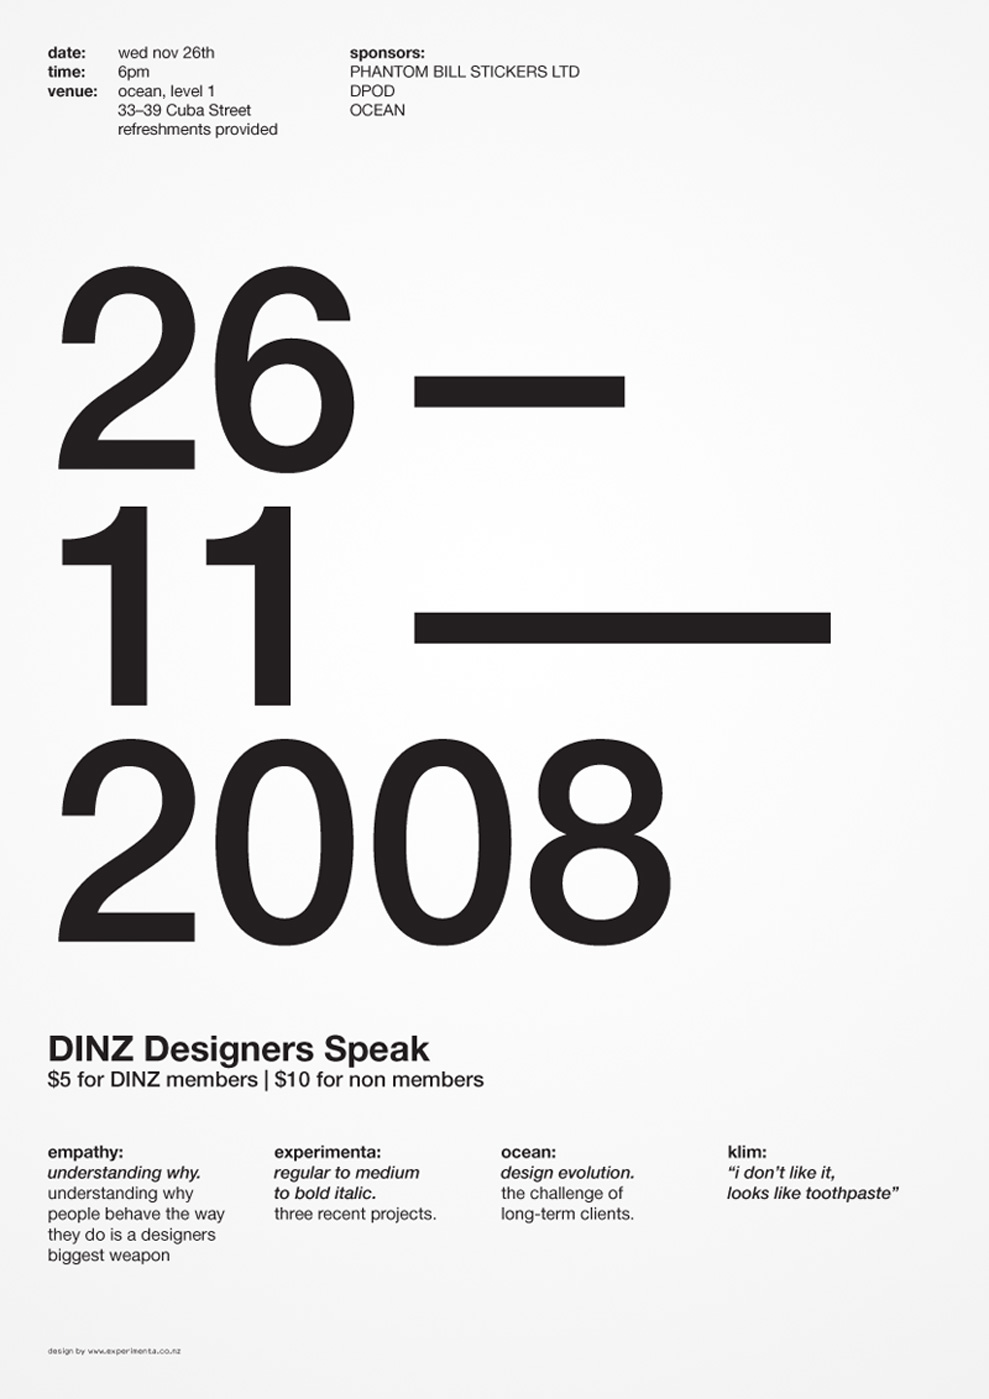 date: wed nov 26th
time: 6pm
venue: ocean, level 1
33–39 Cuba Street
refreshments provided
sponsors:
PHANTOM BILL STICKERS LTD
DPOD
OCEAN
26 —
11 —
2008
DINZ Designers Speak
$5 for DINZ members | $10 for non members
empathy:
understanding why.
understanding why
people behave the way
they do is a designers
biggest weapon
experimenta:
regular to medium
to bold italic.
three recent projects.
ocean:
design evolution.
the challenge of
long-term clients.
klim:
“i don’t like it,
looks like toothpaste”
design by www.experimenta.co.nz